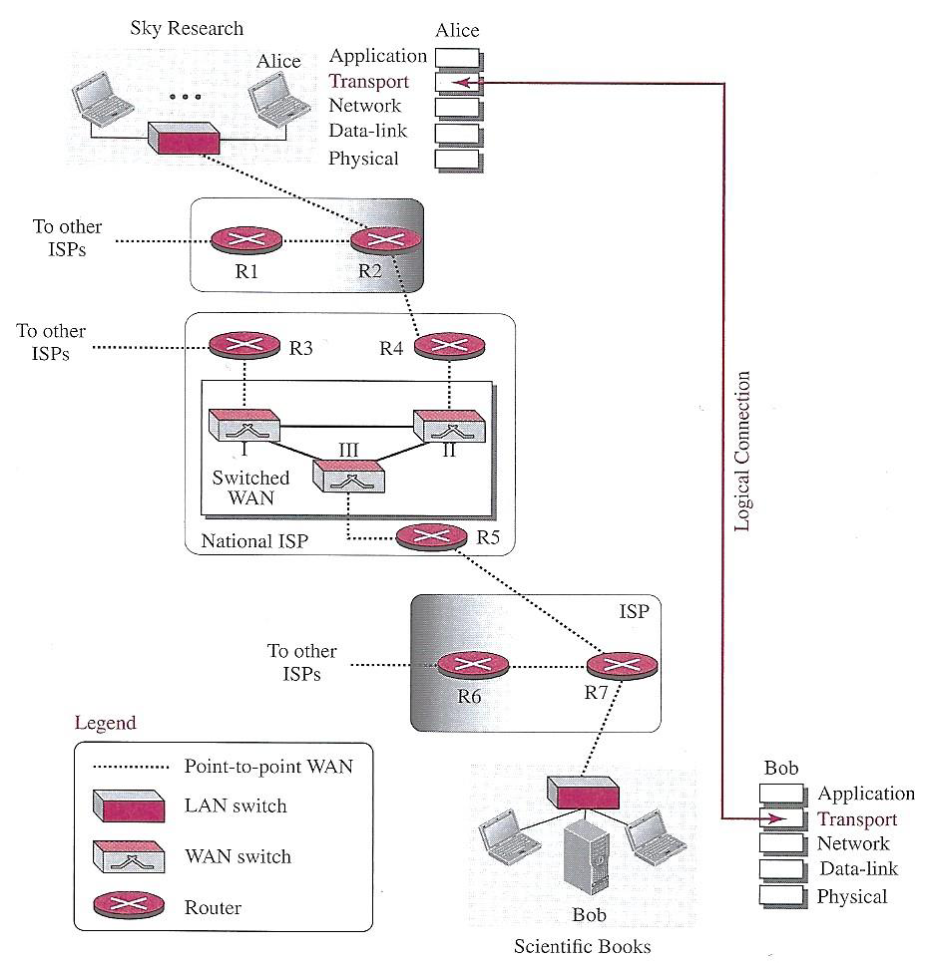 Sky Research
Alice
Alice
Application
Transport
Network
Data-link
Physical
To other
ISPs
R1
R2
To other
ISPs
R3
R4
I
III
II
Switched
WAN
National ISP
R5
Logical Connection
ISP
To other
ISPs
R6
R7
Legend
Point-to-point WAN
LAN switch
WAN switch
Router
Bob
Scientific Books
Bob
Application
Transport
Network
Data-link
Physical